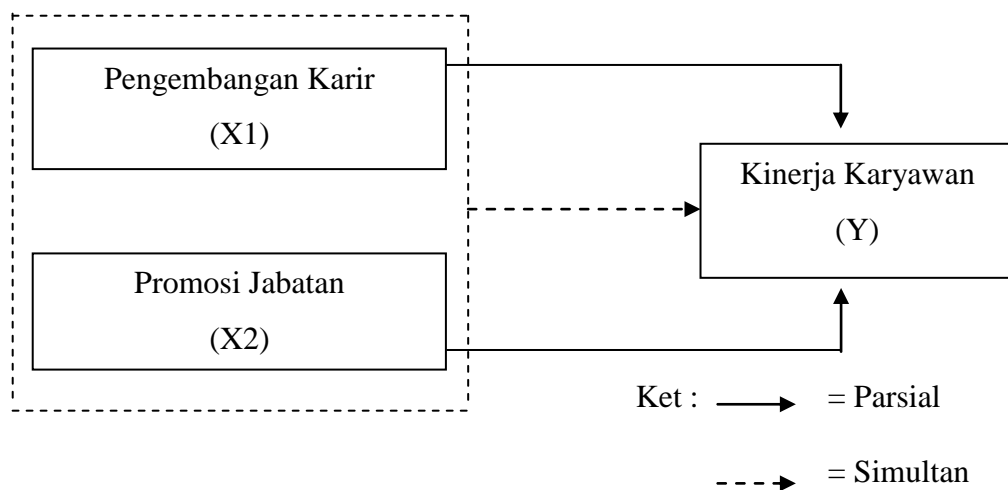 Pengembangan Karir
(X1)
Kinerja Karyawan
(Y)
Promosi Jabatan
(X2)
Ket :
= Parsial
= Simultan